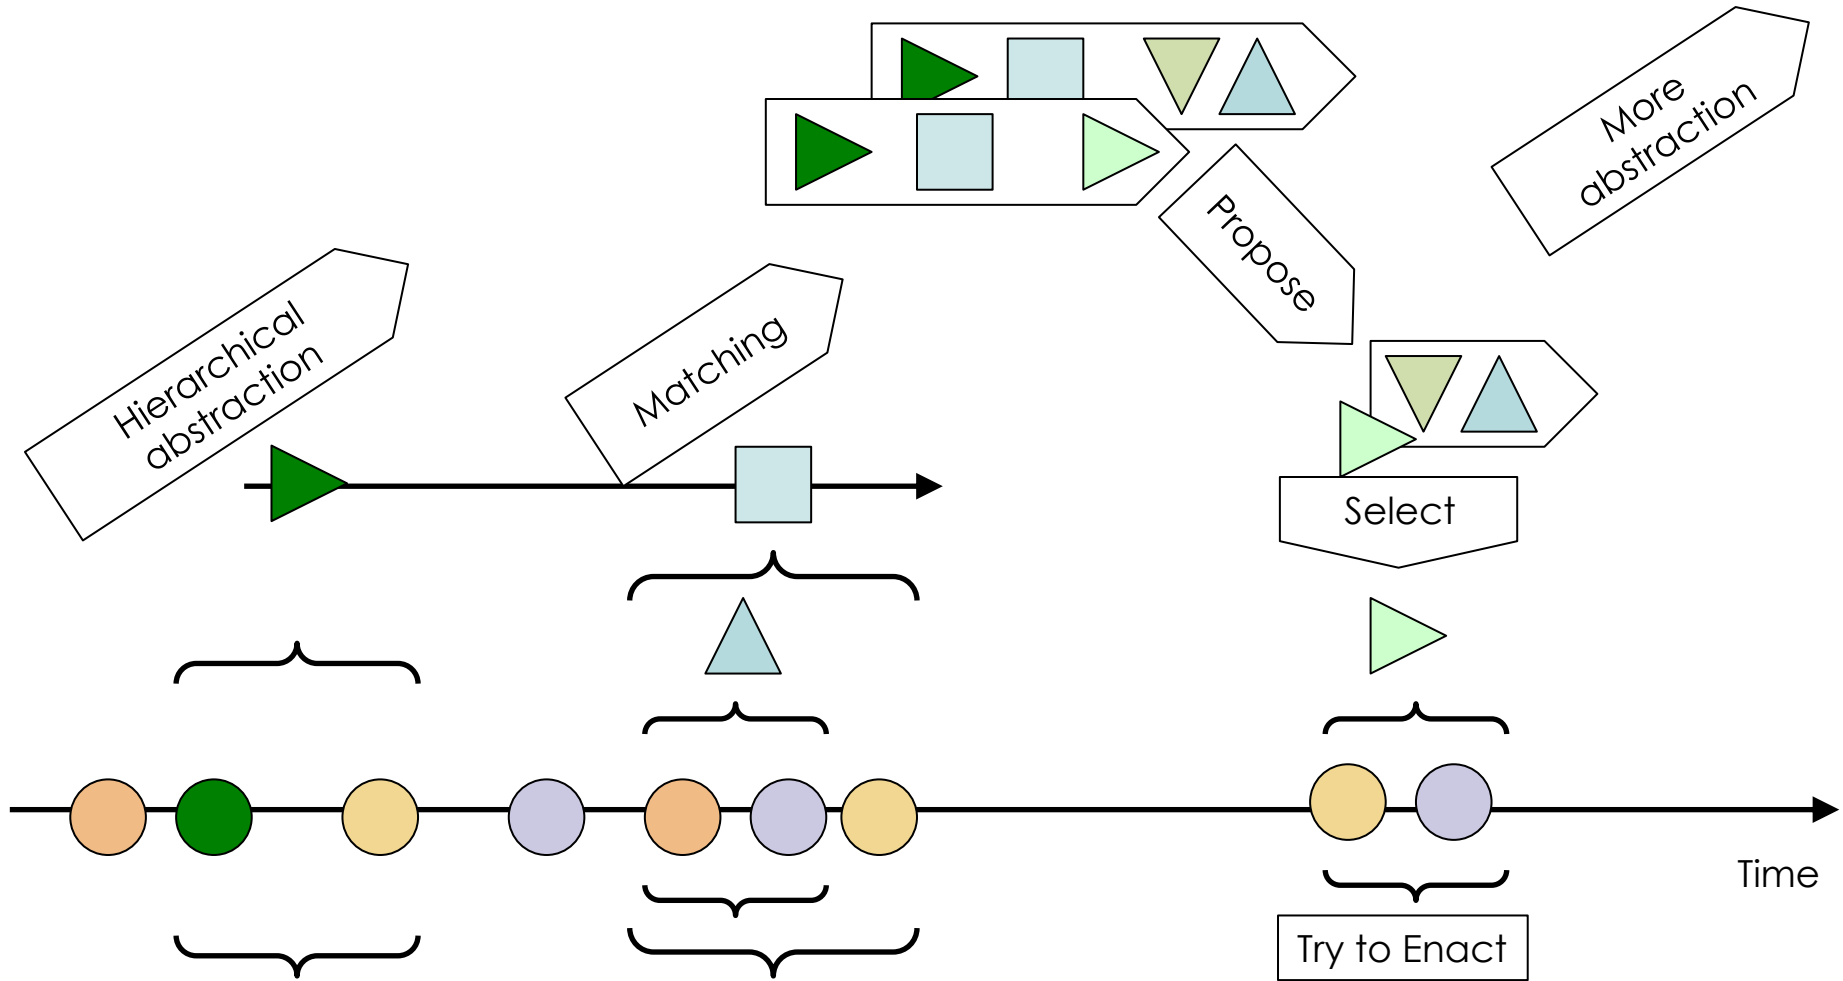 More
abstraction
Propose
Hierarchical
abstraction
Matching
Select
Time
Try to Enact